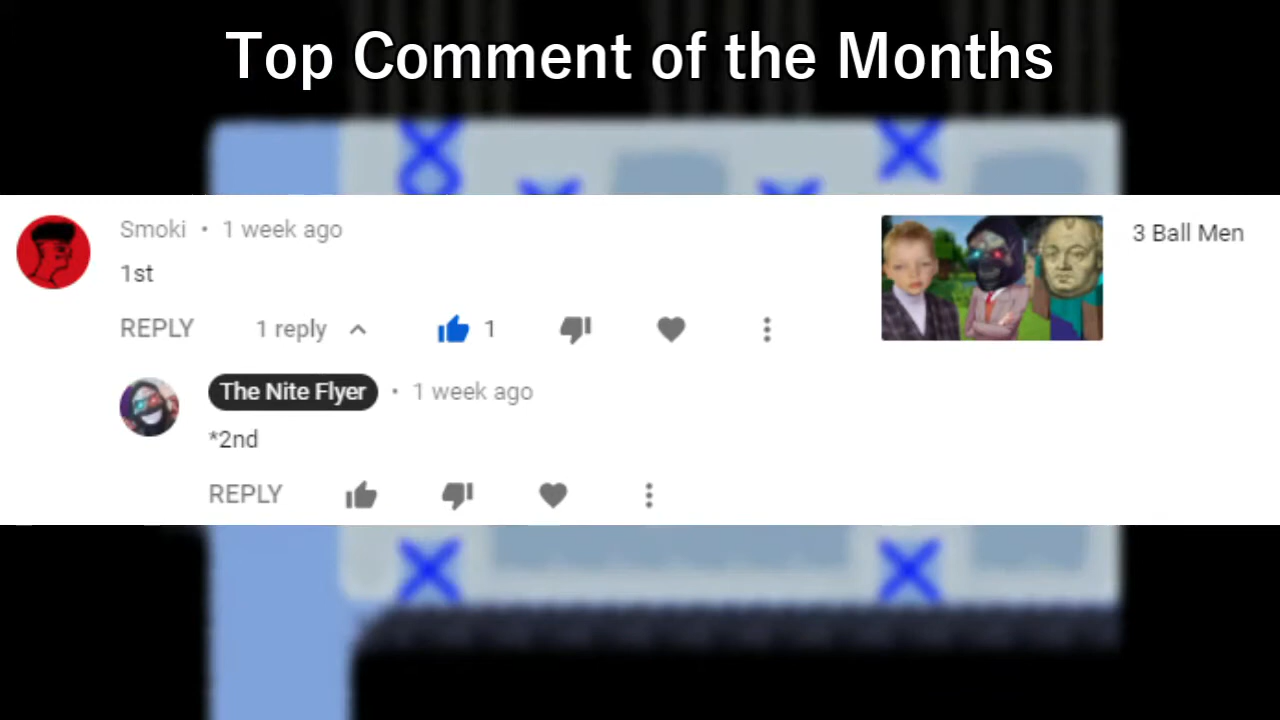 Top Comment of the Months
Smoki • 1 week ago
3 Ball Men
1st
REPLY 1 reply 1
The Nite Flyer • 1 week ago
*2nd
REPLY